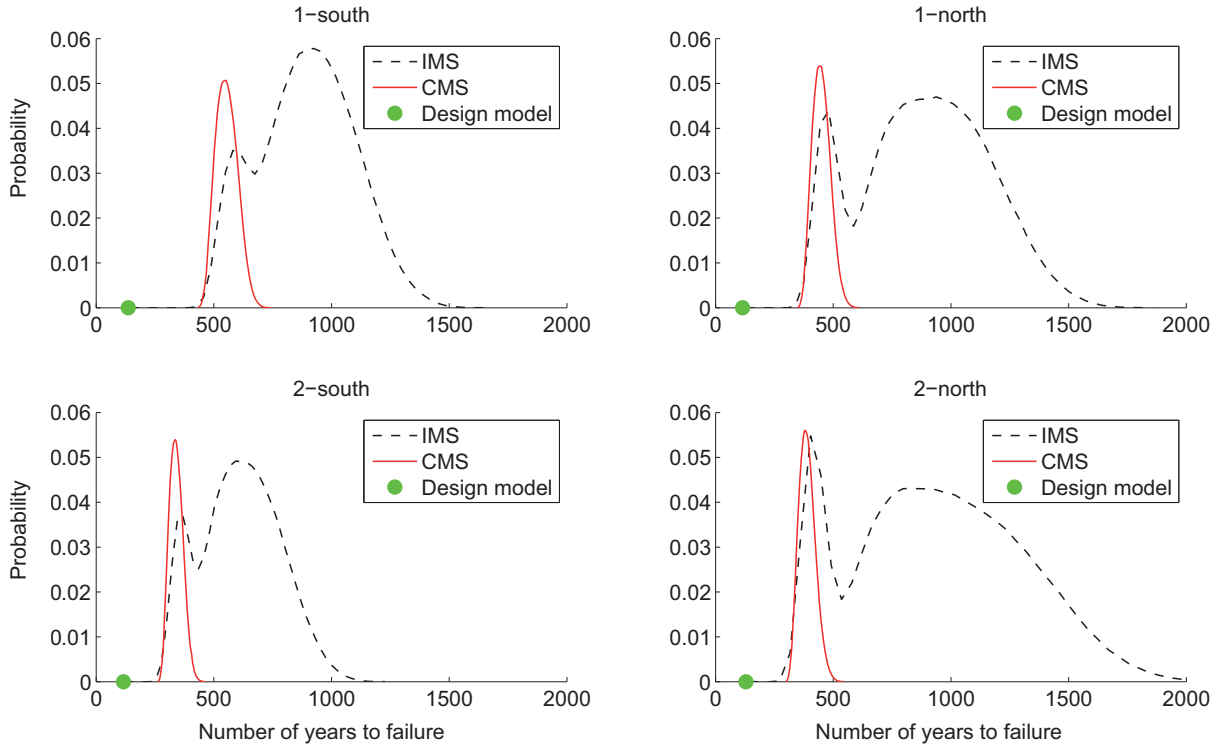 1−south
0.06
0.05
0.04
0.03
0.02
0.01
0
Probability
0 500 1000 1500 2000
IMS
CMS
Design model
1−north
0.06
0.05
0.04
0.03
0.02
0.01
0
0 500 1000 1500 2000
IMS
CMS
Design model
2−south
0.06
0.05
0.04
0.03
0.02
0.01
0
Probability
0 500 1000 1500 2000
Number of years to failure
IMS
CMS
Design model
2−north
0.06
0.05
0.04
0.03
0.02
0.01
0
0 500 1000 1500 2000
Number of years to failure
IMS
CMS
Design model